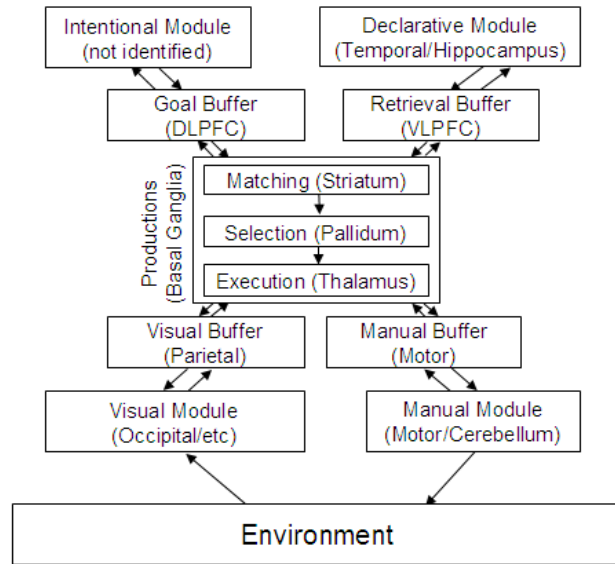 Intentional Module
(not identified)
Declarative Module
(Temporal/Hippocampus)
Goal Buffer
(DLPFC)
Retrieval Buffer
(VLPFC)
Productions
(Basal Ganglia)
Matching (Striatum)
Selection (Pallidum)
Execution (Thalamus)
Visual Buffer
(Parietal)
Manual Buffer
(Motor)
Visual Module
(Occipital/etc)
Manual Module
(Motor/Cerebellum)
Environment